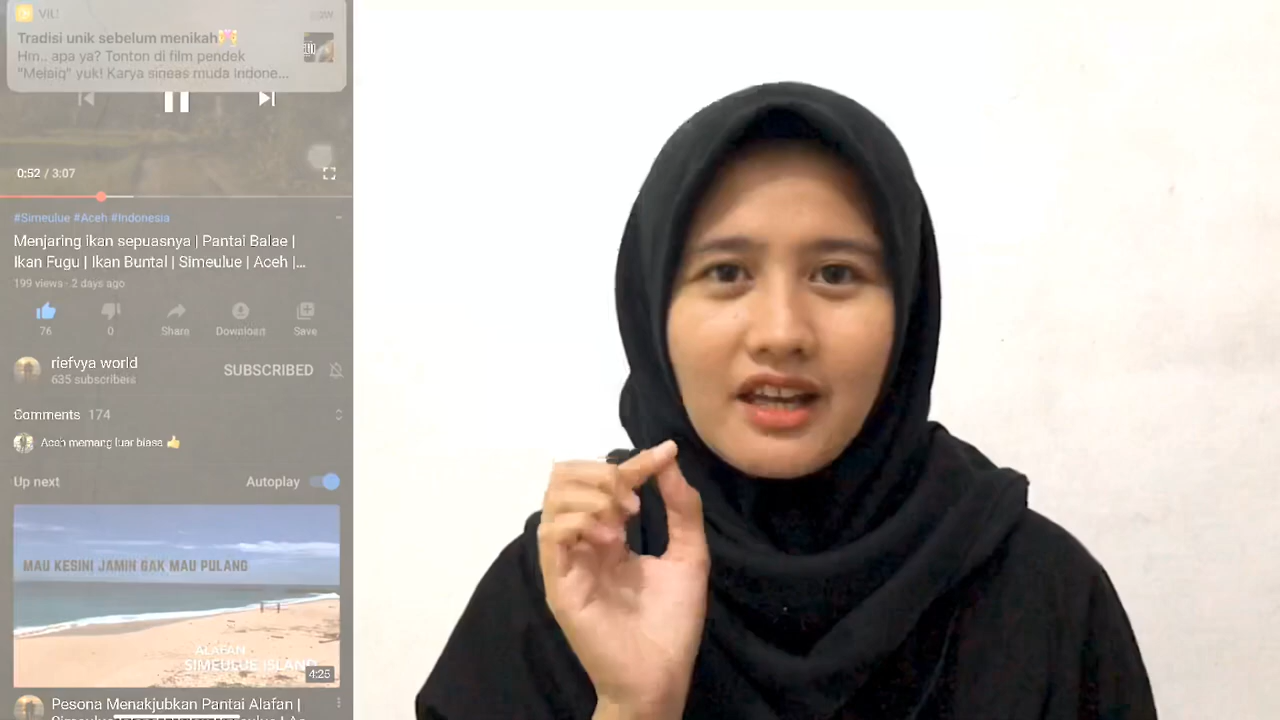 Tradisi unik sebelum menikah👯
Hm.. apa ya? Tonton di film pendek
"Melaiq" yuk! Karya sineas muda Indone...
0:52 / 3:07
#Simeulue #Aceh #Indonesia
Menjaring ikan sepuasnya | Pantai Balae |
Ikan Fugu | Ikan Buntal | Simeulue | Aceh |...
199 views · 2 days ago
76
0
Share
Download
Save
riefvya world
635 subscribers
SUBSCRIBED
Comments 174
Aceh memang luar biasa 👍
Up next
Autoplay
MAU KESINI JAMIN GAK MAU PULANG
ALAFAN
SIMEULUE ISLAND
4:25
Pesona Menakjubkan Pantai Alafan |